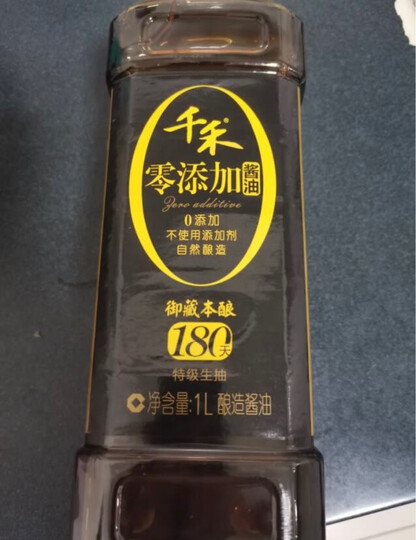 千禾®
零添加酱油
Zero additive
0添加
不使用添加剂
自然酿造
御藏本酿
180天
特级生抽
净含量:1L 酿造酱油